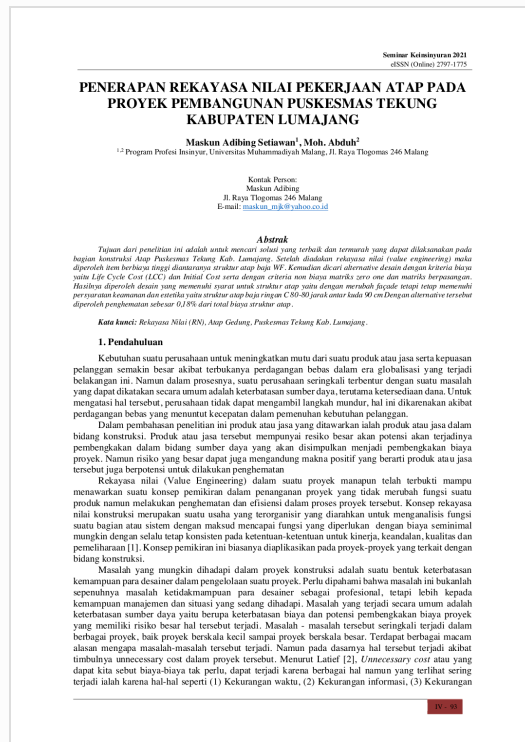 Seminar Keinsinyuran 2021
eISSN (Online) 2797-1775
PENERAPAN REKAYASA NILAI PEKERJAAN ATAP PADA
PROYEK PEMBANGUNAN PUSKESMAS TEKUNG
KABUPATEN LUMAJANG
Maskun Adibing Setiawan1, Moh. Abduh2
1,2 Program Profesi Insinyur, Universitas Muhammadiyah Malang, Jl. Raya Tlogomas 246 Malang
Kontak Person:
Maskun Adibing
Jl. Raya Tlogomas 246 Malang
E-mail: maskun_mjk@yahoo.co.id
Abstrak
Tujuan dari penelitian ini adalah untuk mencari solusi yang terbaik dan termurah yang dapat dilaksanakan pada
bagian konstruksi Atap Puskesmas Tekung Kab. Lumajang. Setelah diadakan rekayasa nilai (value engineering) maka
diperoleh item berbiaya tinggi diantaranya struktur atap baja WF. Kemudian dicari alternative desain dengan kriteria biaya
yaitu Life Cycle Cost (LCC) dan Initial Cost serta dengan criteria non biaya matriks zero one dan matriks berpasangan.
Hasilnya diperoleh desain yang memenuhi syarat untuk struktur atap yaitu dengan merubah façade tetapi tetap memenuhi
persyaratan keamanan dan estetika yaitu struktur atap baja ringan C 80-80 jarak antar kuda 90 cm Dengan alternative tersebut
diperoleh penghematan sebesar 0,18% dari total biaya struktur atap.
Kata kunci: Rekayasa Nilai (RN), Atap Gedung, Puskesmas Tekung Kab. Lumajang.
1. Pendahuluan
Kebutuhan suatu perusahaan untuk meningkatkan mutu dari suatu produk atau jasa serta kepuasan
pelanggan semakin besar akibat terbukanya perdagangan bebas dalam era globalisasi yang terjadi
belakangan ini. Namun dalam prosesnya, suatu perusahaan seringkali terbentur dengan suatu masalah
yang dapat dikatakan secara umum adalah keterbatasan sumber daya, terutama ketersediaan dana. Untuk
mengatasi hal tersebut, perusahaan tidak dapat mengambil langkah mundur, hal ini dikarenakan akibat
perdagangan bebas yang menuntut kecepatan dalam pemenuhan kebutuhan pelanggan.
Dalam pembahasan penelitian ini produk atau jasa yang ditawarkan ialah produk atau jasa dalam
bidang konstruksi. Produk atau jasa tersebut mempunyai resiko besar akan potensi akan terjadinya
pembengkakan dalam bidang sumber daya yang akan disimpulkan menjadi pembengkakan biaya
proyek. Namun risiko yang besar dapat juga mengandung makna positif yang berarti produk atau jasa
tersebut juga berpotensi untuk dilakukan penghematan
Rekayasa nilai (Value Engineering) dalam suatu proyek manapun telah terbukti mampu
menawarkan suatu konsep pemikiran dalam penanganan proyek yang tidak merubah fungsi suatu
produk namun melakukan penghematan dan efisiensi dalam proses proyek tersebut. Konsep rekayasa
nilai konstruksi merupakan suatu usaha yang terorganisir yang diarahkan untuk menganalisis fungsi
suatu bagian atau sistem dengan maksud mencapai fungsi yang diperlukan dengan biaya seminimal
mungkin dengan selalu tetap konsisten pada ketentuan-ketentuan untuk kinerja, keandalan, kualitas dan
pemeliharaan [1]. Konsep pemikiran ini biasanya diaplikasikan pada proyek-proyek yang terkait dengan
bidang konstruksi.
Masalah yang mungkin dihadapi dalam proyek konstruksi adalah suatu bentuk keterbatasan
kemampuan para desainer dalam pengelolaan suatu proyek. Perlu dipahami bahwa masalah ini bukanlah
sepenuhnya masalah ketidakmampuan para desainer sebagai profesional, tetapi lebih kepada
kemampuan manajemen dan situasi yang sedang dihadapi. Masalah yang terjadi secara umum adalah
keterbatasan sumber daya yaitu berupa keterbatasan biaya dan potensi pembengkakan biaya proyek
yang memiliki risiko besar hal tersebut terjadi. Masalah - masalah tersebut seringkali terjadi dalam
berbagai proyek, baik proyek berskala kecil sampai proyek berskala besar. Terdapat berbagai macam
alasan mengapa masalah-masalah tersebut terjadi. Namun pada dasarnya hal tersebut terjadi akibat
timbulnya unnecessary cost dalam proyek tersebut. Menurut Latief [2], Unnecessary cost atau yang
dapat kita sebut biaya-biaya tak perlu, dapat terjadi karena berbagai hal namun yang terlihat sering
terjadi ialah karena hal-hal seperti (1) Kekurangan waktu, (2) Kekurangan informasi, (3) Kekurangan
IV - 93